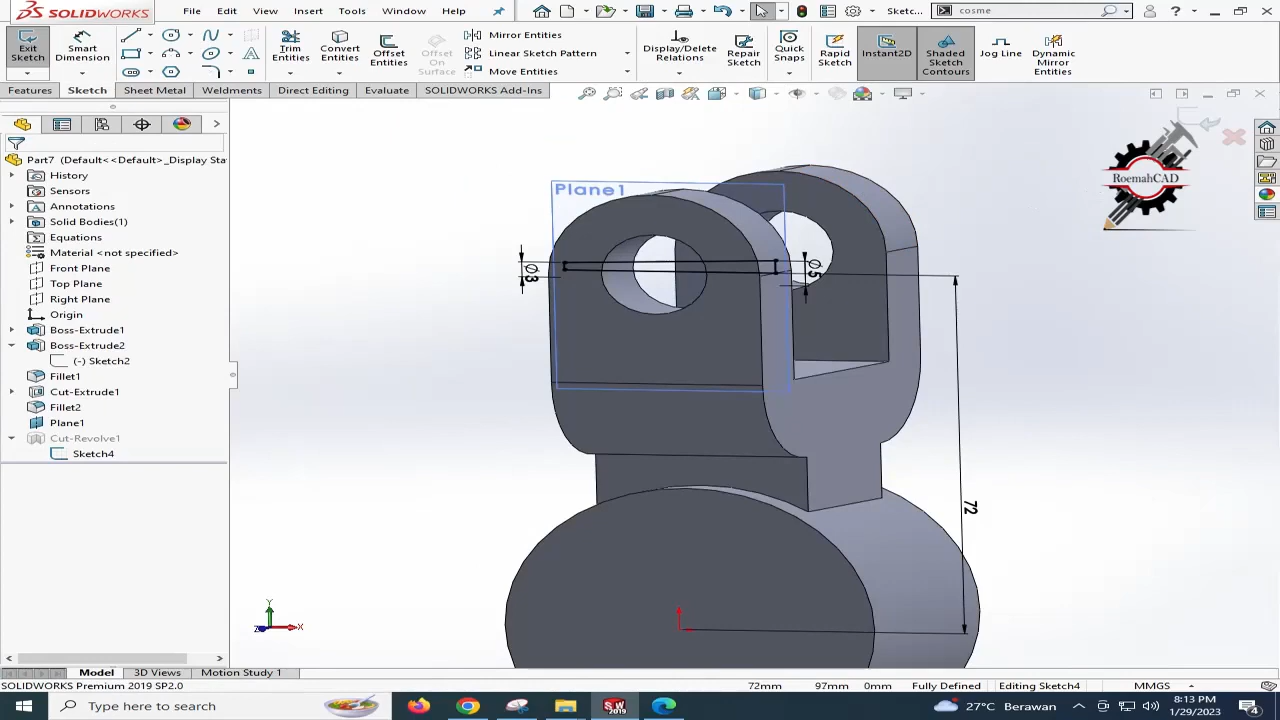 SOLIDWORKS
File Edit View Insert Tools Window Help
Sketc...
cosme
Exit Sketch
Smart Dimension
Trim Entities
Convert Entities
Offset Entities
Offset On Surface
Mirror Entities
Linear Sketch Pattern
Move Entities
Display/Delete Relations
Repair Sketch
Quick Snaps
Rapid Sketch
Instant2D
Shaded Sketch Contours
Jog Line
Dynamic Mirror Entities
Features Sketch Sheet Metal Weldments Direct Editing Evaluate SOLIDWORKS Add-Ins
Part7 (Default<<Default>_Display Sta
History
Sensors
Annotations
Solid Bodies(1)
Equations
Material <not specified>
Front Plane
Top Plane
Right Plane
Origin
Boss-Extrude1
Boss-Extrude2
(-) Sketch2
Fillet1
Cut-Extrude1
Fillet2
Plane1
Cut-Revolve1
Sketch4
Plane1
Ø3
Ø5
72
RoemahCAD
Y
Z
X
Model 3D Views Motion Study 1
SOLIDWORKS Premium 2019 SP2.0 72mm 97mm 0mm Fully Defined Editing Sketch4 MMGS
Type here to search
SW 2019
27°C Berawan
8:13 PM
1/29/2023
4